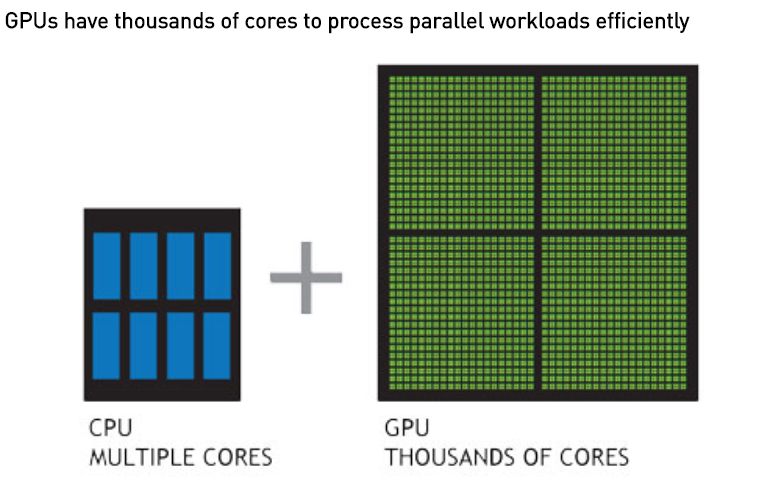 GPUs have thousands of cores to process parallel workloads efficiently
CPU
MULTIPLE CORES
GPU
THOUSANDS OF CORES